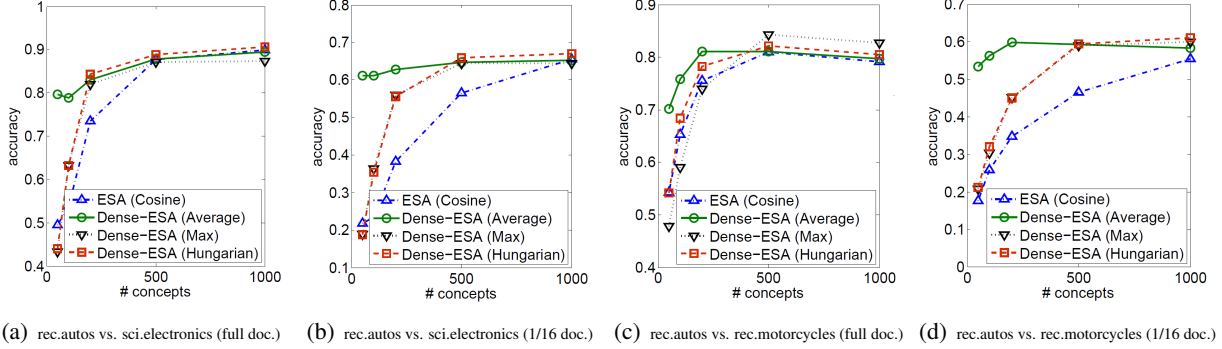 1
0.9
0.8
0.7
0.6
0.5
0.4
accuracy
0 500 1000
# concepts
ESA (Cosine)
Dense-ESA (Average)
Dense-ESA (Max)
Dense-ESA (Hungarian)
(a) rec.autos vs. sci.electronics (full doc.)
0.8
0.7
0.6
0.5
0.4
0.3
0.2
0.1
accuracy
0 500 1000
# concepts
ESA (Cosine)
Dense-ESA (Average)
Dense-ESA (Max)
Dense-ESA (Hungarian)
(b) rec.autos vs. sci.electronics (1/16 doc.)
0.9
0.8
0.7
0.6
0.5
0.4
accuracy
0 500 1000
# concepts
ESA (Cosine)
Dense-ESA (Average)
Dense-ESA (Max)
Dense-ESA (Hungarian)
(c) rec.autos vs. rec.motorcycles (full doc.)
0.7
0.6
0.5
0.4
0.3
0.2
0.1
0
accuracy
0 500 1000
# concepts
ESA (Cosine)
Dense-ESA (Average)
Dense-ESA (Max)
Dense-ESA (Hungarian)
(d) rec.autos vs. rec.motorcycles (1/16 doc.)